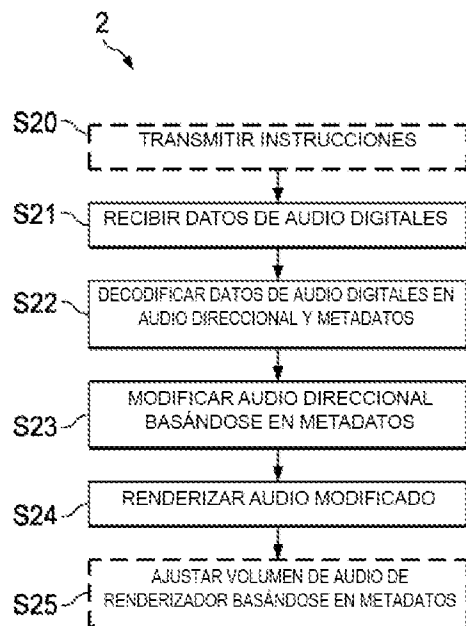 2
S20
TRANSMITIR INSTRUCCIONES
S21
RECIBIR DATOS DE AUDIO DIGITALES
S22
DECODIFICAR DATOS DE AUDIO DIGITALES EN
AUDIO DIRECCIONAL Y METADATOS
S23
MODIFICAR AUDIO DIRECCIONAL
BASÁNDOSE EN METADATOS
S24
RENDERIZAR AUDIO MODIFICADO
S25
AJUSTAR VOLUMEN DE AUDIO DE
RENDERIZADOR BASÁNDOSE EN METADATOS